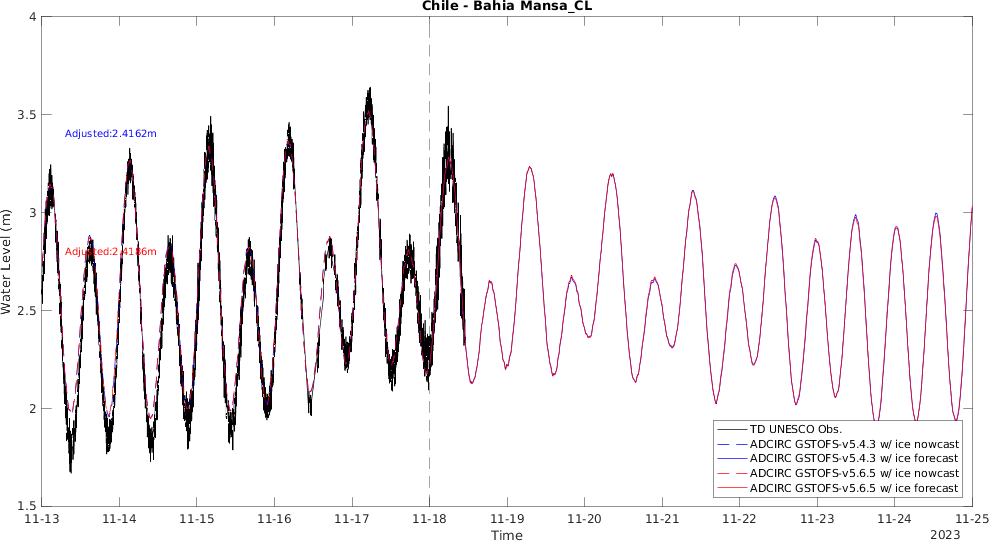 Chile - Bahia Mansa_CL
4
3.5
3
2.5
2
1.5
Water Level (m)
Adjusted:2.4162m
Adjusted:2.4186m
TD UNESCO Obs.
ADCIRC GSTOFS-v5.4.3 w/ ice nowcast
ADCIRC GSTOFS-v5.4.3 w/ ice forecast
ADCIRC GSTOFS-v5.6.5 w/ ice nowcast
ADCIRC GSTOFS-v5.6.5 w/ ice forecast
11-13 11-14 11-15 11-16 11-17 11-18 11-19 11-20 11-21 11-22 11-23 11-24 11-25
Time
2023